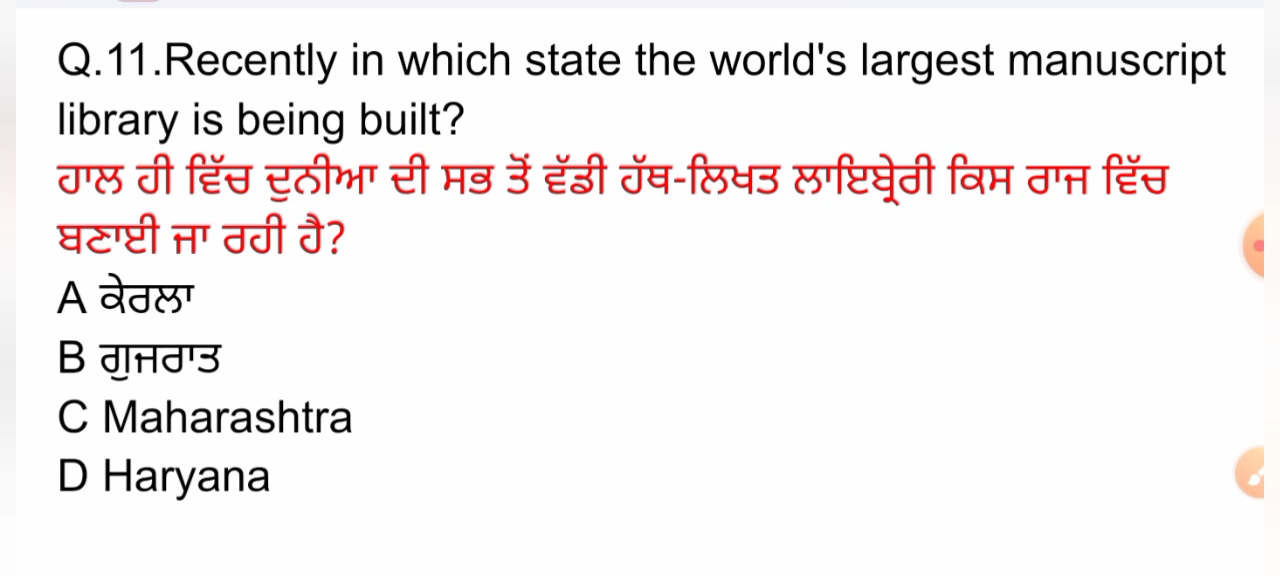 Q.11.Recently in which state the world's largest manuscript
library is being built?
ਹਾਲ ਹੀ ਵਿੱਚ ਦੁਨੀਆ ਦੀ ਸਭ ਤੋਂ ਵੱਡੀ ਹੱਥ-ਲਿਖਤ ਲਾਇਬ੍ਰੇਰੀ ਕਿਸ ਰਾਜ ਵਿੱਚ
ਬਣਾਈ ਜਾ ਰਹੀ ਹੈ?
A ਕੇਰਲਾ
B ਗੁਜਰਾਤ
C Maharashtra
D Haryana